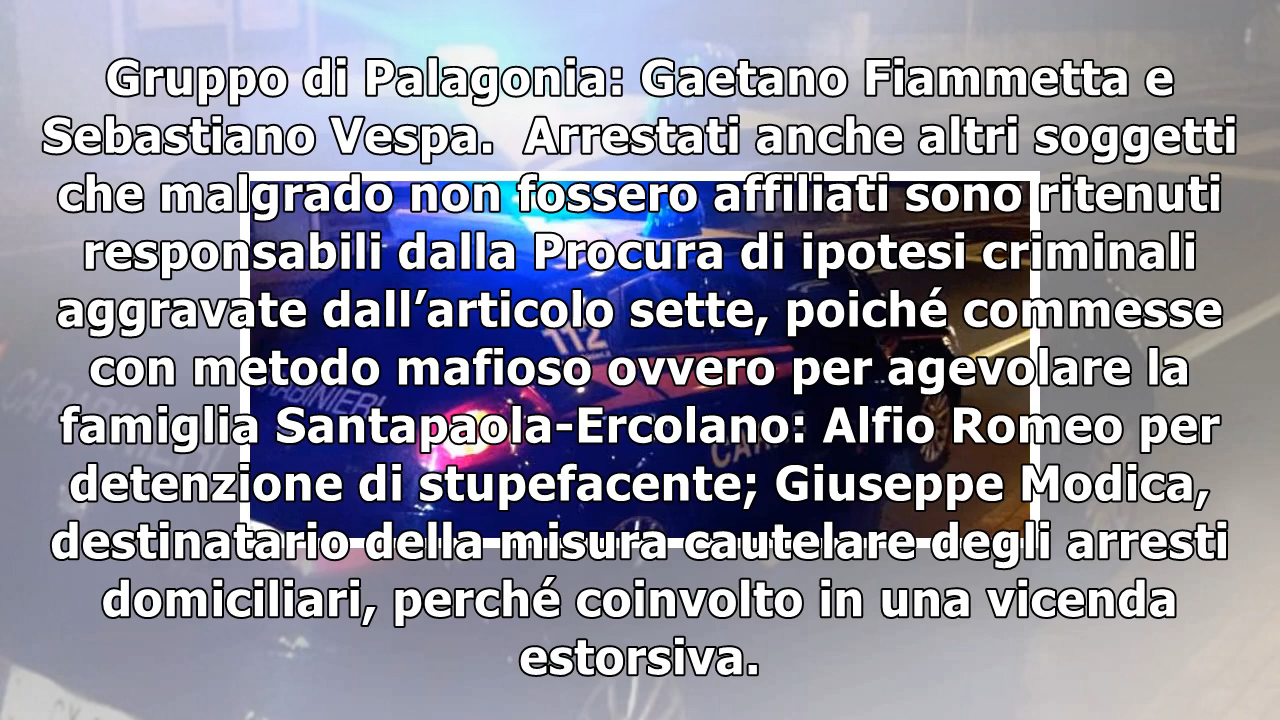 Gruppo di Palagonia: Gaetano Fiammetta e
Sebastiano Vespa.  Arrestati anche altri soggetti
che malgrado non fossero affiliati sono ritenuti
responsabili dalla Procura di ipotesi criminali
aggravate dall’articolo sette, poiché commesse
con metodo mafioso ovvero per agevolare la
famiglia Santapaola-Ercolano: Alfio Romeo per
detenzione di stupefacente; Giuseppe Modica,
destinatario della misura cautelare degli arresti
domiciliari, perché coinvolto in una vicenda
estorsiva.
112
CARABINIERI